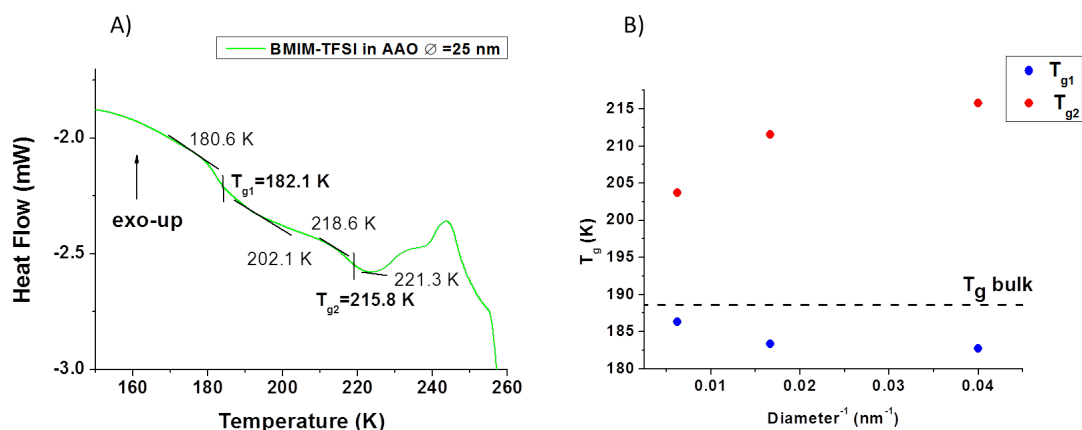 A)
BMIM-TFSI in AAO ∅ =25 nm
-2.0
-2.5
-3.0
Heat Flow (mW)
180.6 K
Tg1=182.1 K
exo-up
218.6 K
202.1 K
221.3 K
Tg2=215.8 K
160 180 200 220 240 260
Temperature (K)
B)
Tg1
Tg2
215
210
205
200
195
190
185
180
Tg (K)
Tg bulk
0.01 0.02 0.03 0.04
Diameter-1 (nm-1)